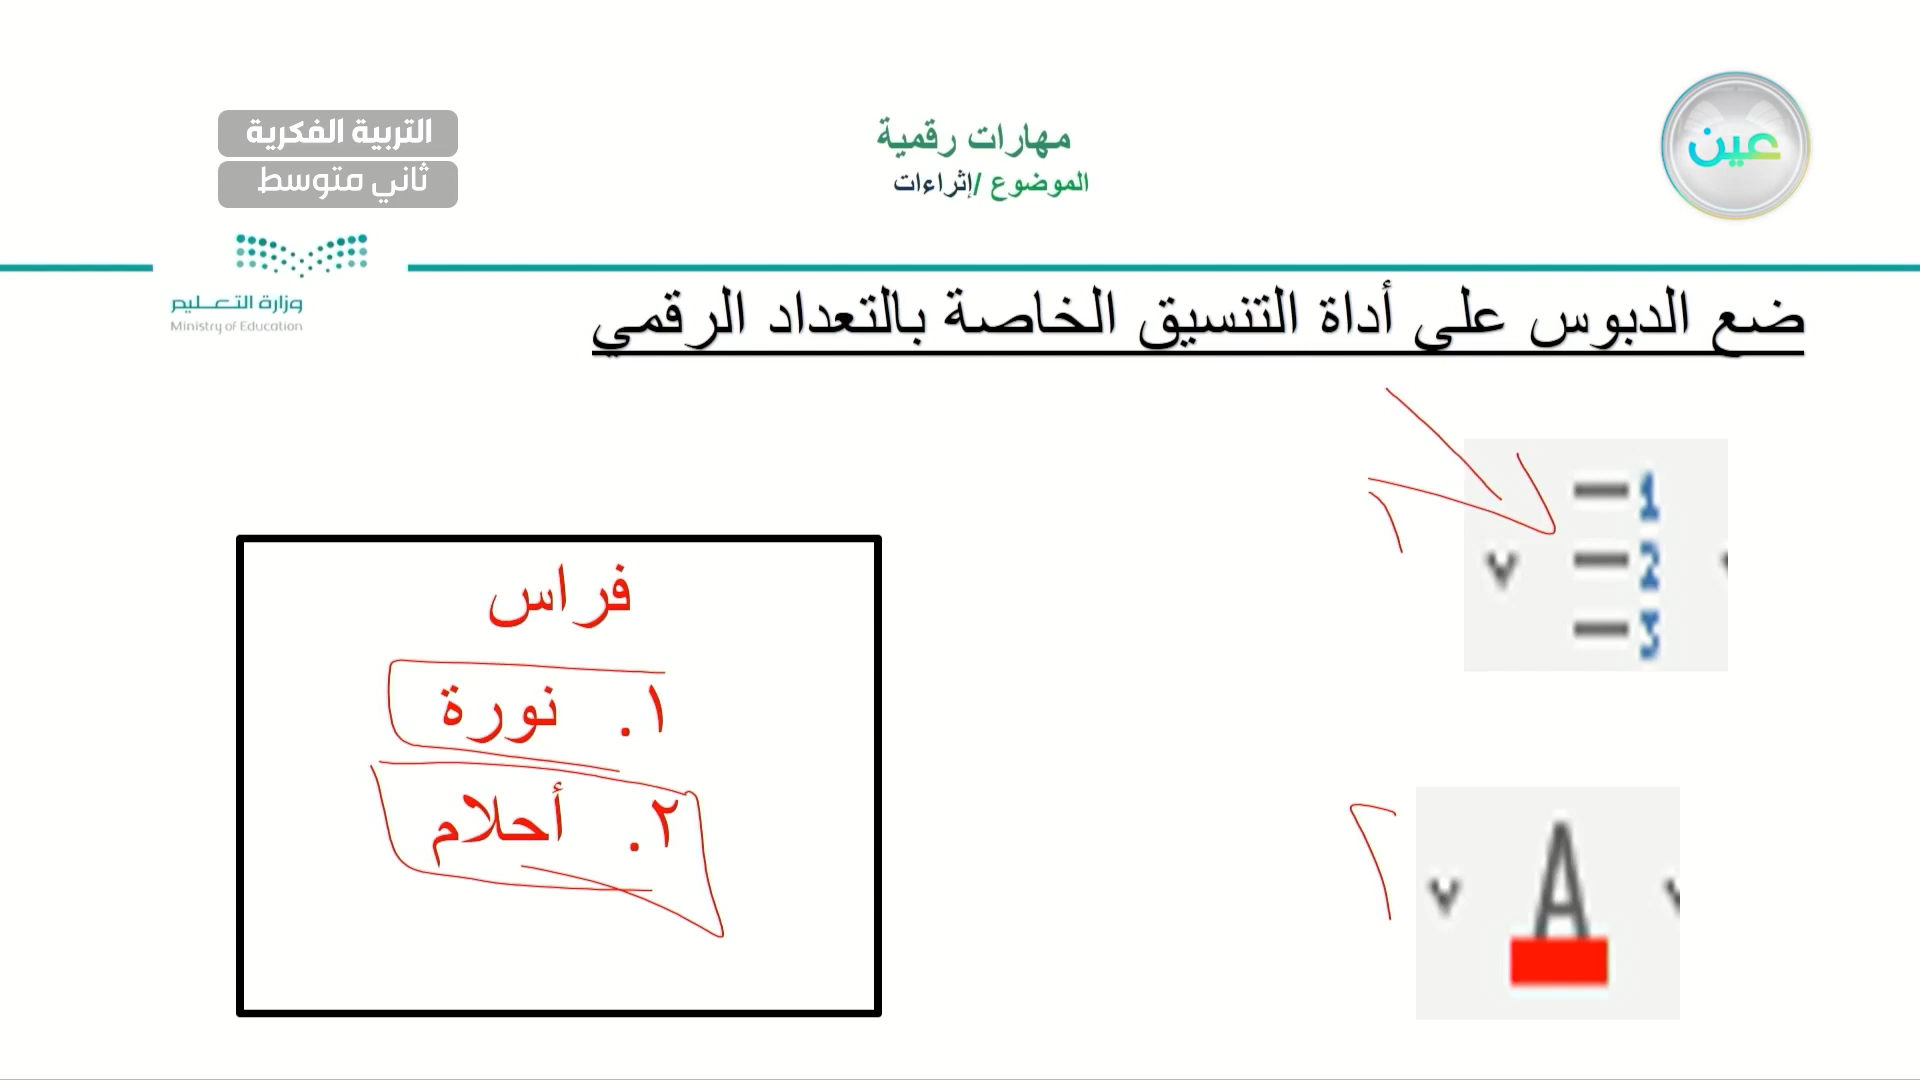 التربية الفكرية
ثاني متوسط
مهارات رقمية
الموضوع /إثراءات
عين
وزارة التعليم
Ministry of Education
ضع الدبوس على أداة التنسيق الخاصة بالتعداد الرقمي
1
2
3
فراس
١. نورة
٢. أحلام
A